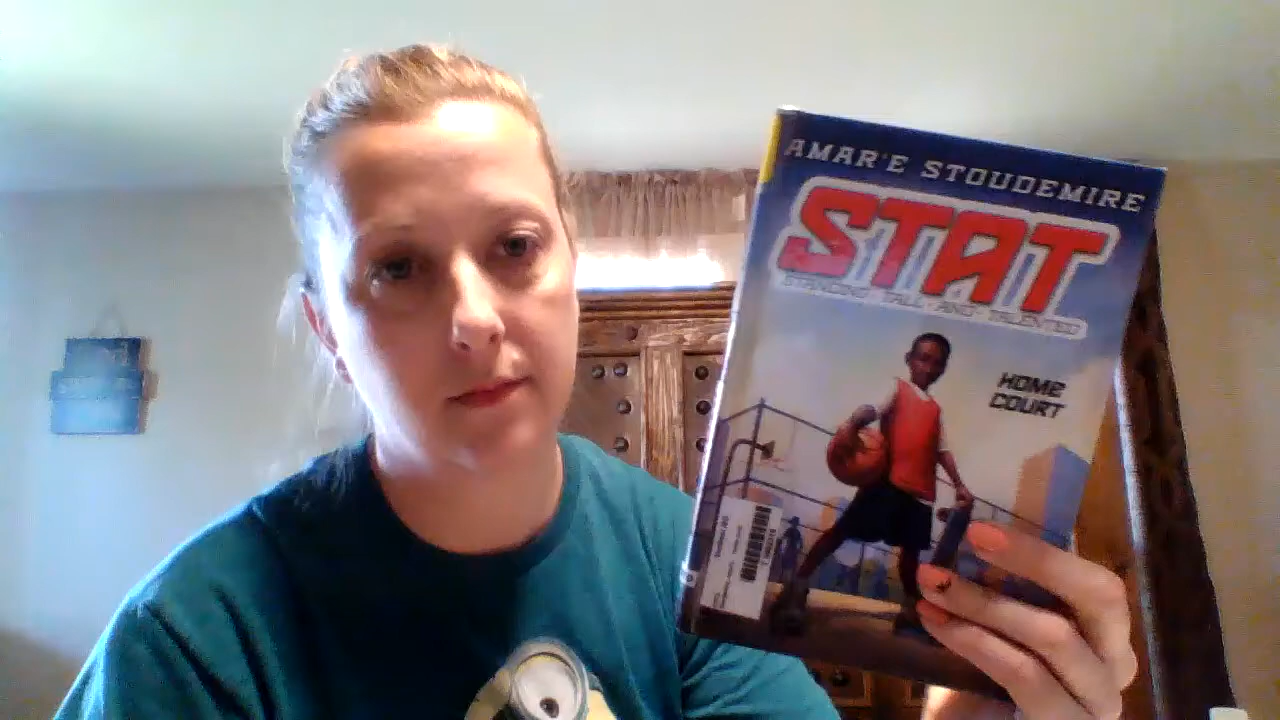 AMAR'E STOUDEMIRE
STAT
STANDING TALL AND TALENTED
HOME
COURT